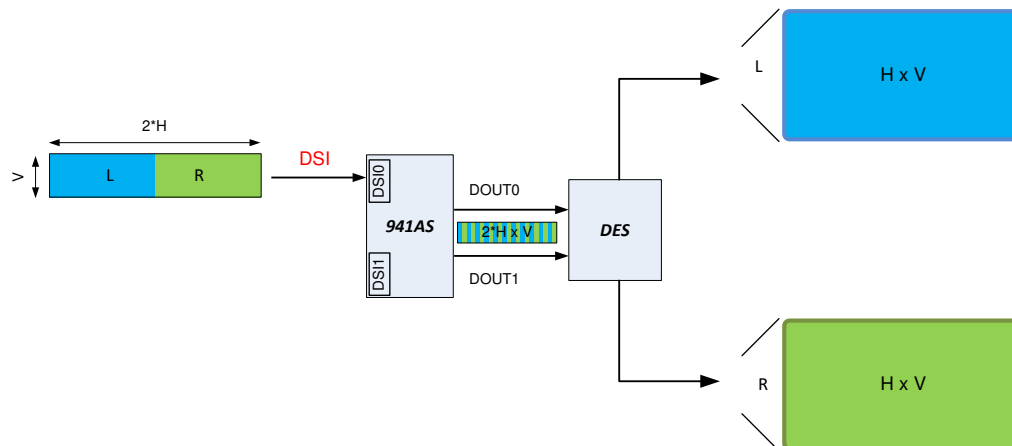 2*H
V
L
R
DSI
DSI0
941AS
DSI1
DOUT0
2*H x V
DOUT1
DES
L
H x V
R
H x V